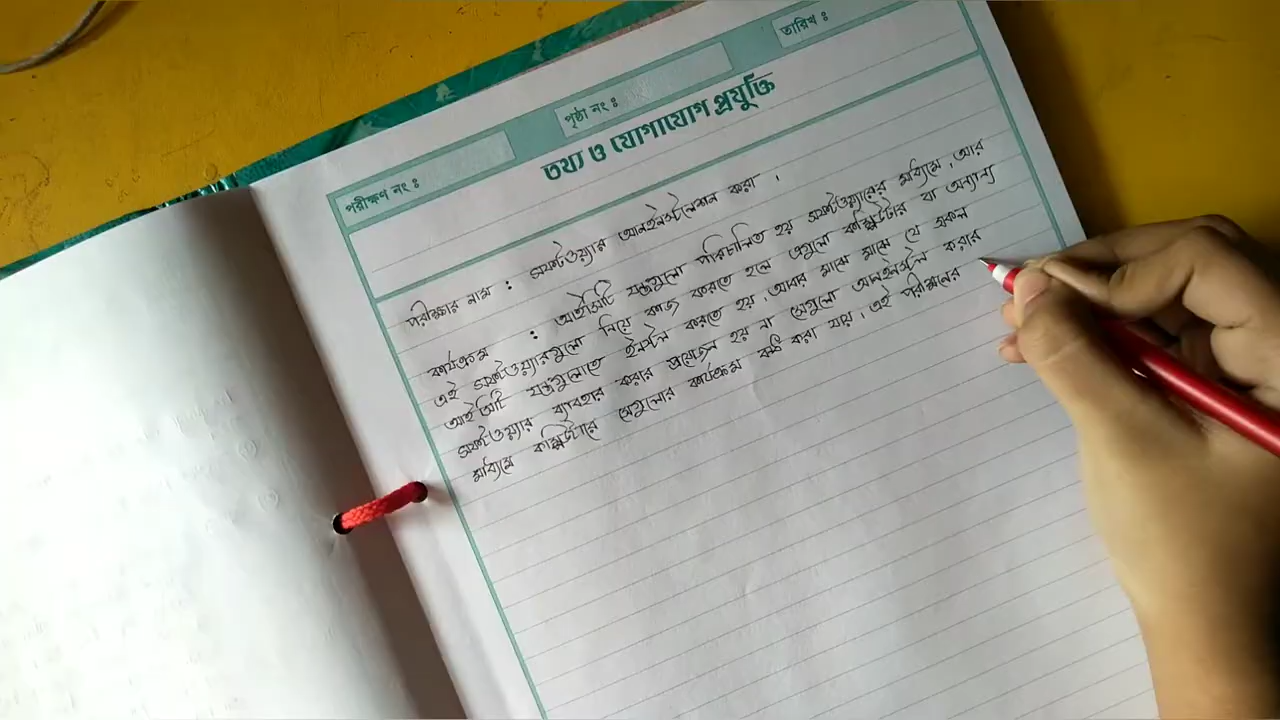 তারিখ ঃ
পৃষ্ঠা নং ঃ
পরীক্ষণ নং ঃ
তথ্য ও যোগাযোগ প্রযুক্তি
পরীক্ষার নাম : সফটওয়্যার আনইনস্টলেশন করা ।
কার্যক্রম : আইসিটি যন্ত্রগুলো পরিচালিত হয় সফটওয়্যারের মাধ্যমে, আর
এই সফটওয়্যারগুলো নিয়ে কাজ করতে হলে এগুলো কম্পিউটার বা অন্যান্য
আইসিটি যন্ত্রগুলোতে ইনস্টল করতে হয়, আবার মাঝে মাঝে যে সকল
সফটওয়্যার ব্যাবহার করার প্রয়োজন হয় না সেগুলো আনইনস্টল করার
মাধ্যমে কম্পিউটারে সেগুলোর কার্যক্রম বন্ধ করা যায়, এই পরীক্ষণের